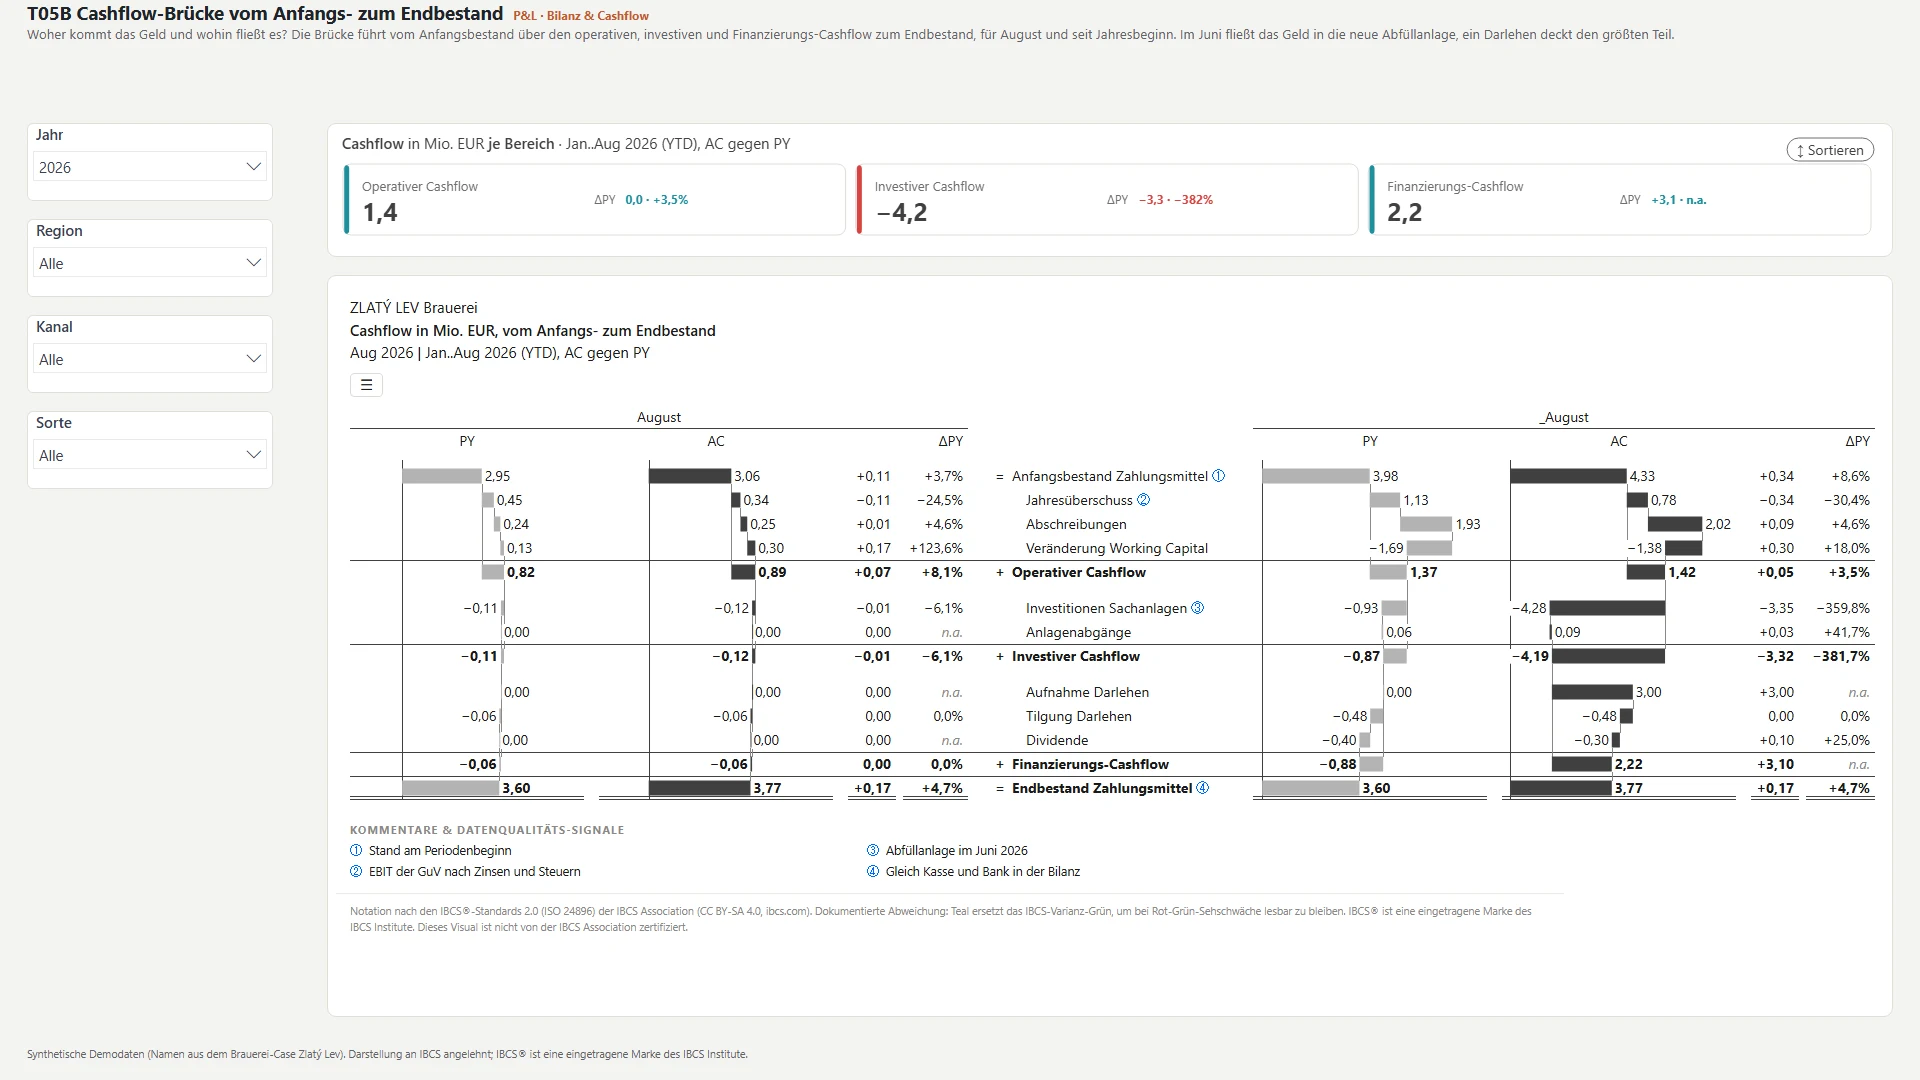 T05B Cashflow-Brücke vom Anfangs- zum Endbestand P&L · Bilanz & Cashflow
Woher kommt das Geld und wohin fließt es? Die Brücke führt vom Anfangsbestand über den operativen, investiven und Finanzierungs-Cashflow zum Endbestand, für August und seit Jahresbeginn. Im Juni fließt das Geld in die neue Abfüllanlage, ein Darlehen deckt den größten Teil.
Jahr
2026
Region
Alle
Kanal
Alle
Sorte
Alle
Cashflow in Mio. EUR je Bereich · Jan..Aug 2026 (YTD), AC gegen PY
↕ Sortieren
Operativer Cashflow
1,4
ΔPY 0,0 · +3,5%
Investiver Cashflow
−4,2
ΔPY −3,3 · −382%
Finanzierungs-Cashflow
2,2
ΔPY +3,1 · n.a.
ZLATÝ LEV Brauerei
Cashflow in Mio. EUR, vom Anfangs- zum Endbestand
Aug 2026 | Jan..Aug 2026 (YTD), AC gegen PY
☰
August _August
PY AC ΔPY PY AC ΔPY
2,95 3,06 +0,11 +3,7% = Anfangsbestand Zahlungsmittel ① 3,98 4,33 +0,34 +8,6%
0,45 0,34 −0,11 −24,5% Jahresüberschuss ② 1,13 0,78 −0,34 −30,4%
0,24 0,25 +0,01 +4,6% Abschreibungen 1,93 2,02 +0,09 +4,6%
0,13 0,30 +0,17 +123,6% Veränderung Working Capital −1,69 −1,38 +0,30 +18,0%
0,82 0,89 +0,07 +8,1% + Operativer Cashflow 1,37 1,42 +0,05 +3,5%
−0,11 −0,12 −0,01 −6,1% Investitionen Sachanlagen ③ −0,93 −4,28 −3,35 −359,8%
0,00 0,00 0,00 n.a. Anlagenabgänge 0,06 0,09 +0,03 +41,7%
−0,11 −0,12 −0,01 −6,1% + Investiver Cashflow −0,87 −4,19 −3,32 −381,7%
0,00 0,00 0,00 n.a. Aufnahme Darlehen 0,00 3,00 +3,00 n.a.
−0,06 −0,06 0,00 0,0% Tilgung Darlehen −0,48 −0,48 0,00 0,0%
0,00 0,00 0,00 n.a. Dividende −0,40 −0,30 +0,10 +25,0%
−0,06 −0,06 0,00 0,0% + Finanzierungs-Cashflow −0,88 2,22 +3,10 n.a.
3,60 3,77 +0,17 +4,7% = Endbestand Zahlungsmittel ④ 3,60 3,77 +0,17 +4,7%
KOMMENTARE & DATENQUALITÄTS-SIGNALE
① Stand am Periodenbeginn ③ Abfüllanlage im Juni 2026
② EBIT der GuV nach Zinsen und Steuern ④ Gleich Kasse und Bank in der Bilanz
Notation nach den IBCS®-Standards 2.0 (ISO 24896) der IBCS Association (CC BY-SA 4.0, ibcs.com). Dokumentierte Abweichung: Teal ersetzt das IBCS-Varianz-Grün, um bei Rot-Grün-Sehschwäche lesbar zu bleiben. IBCS® ist eine eingetragene Marke des
IBCS Institute. Dieses Visual ist nicht von der IBCS Association zertifiziert.
Synthetische Demodaten (Namen aus dem Brauerei-Case Zlatý Lev). Darstellung an IBCS angelehnt; IBCS® ist eine eingetragene Marke des IBCS Institute.